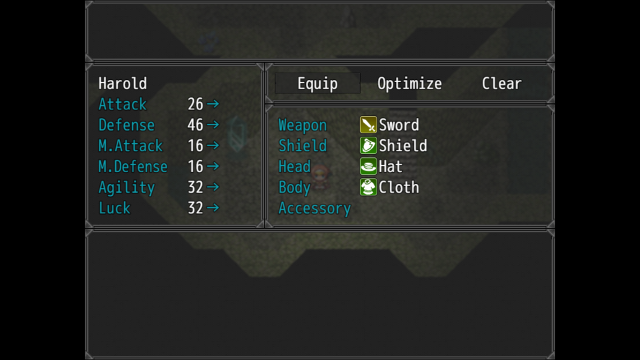 Harold
Attack 26→
Defense 46→
M.Attack 16→
M.Defense 16→
Agility 32→
Luck 32→
Equip Optimize Clear
Weapon Sword
Shield Shield
Head Hat
Body Cloth
Accessory